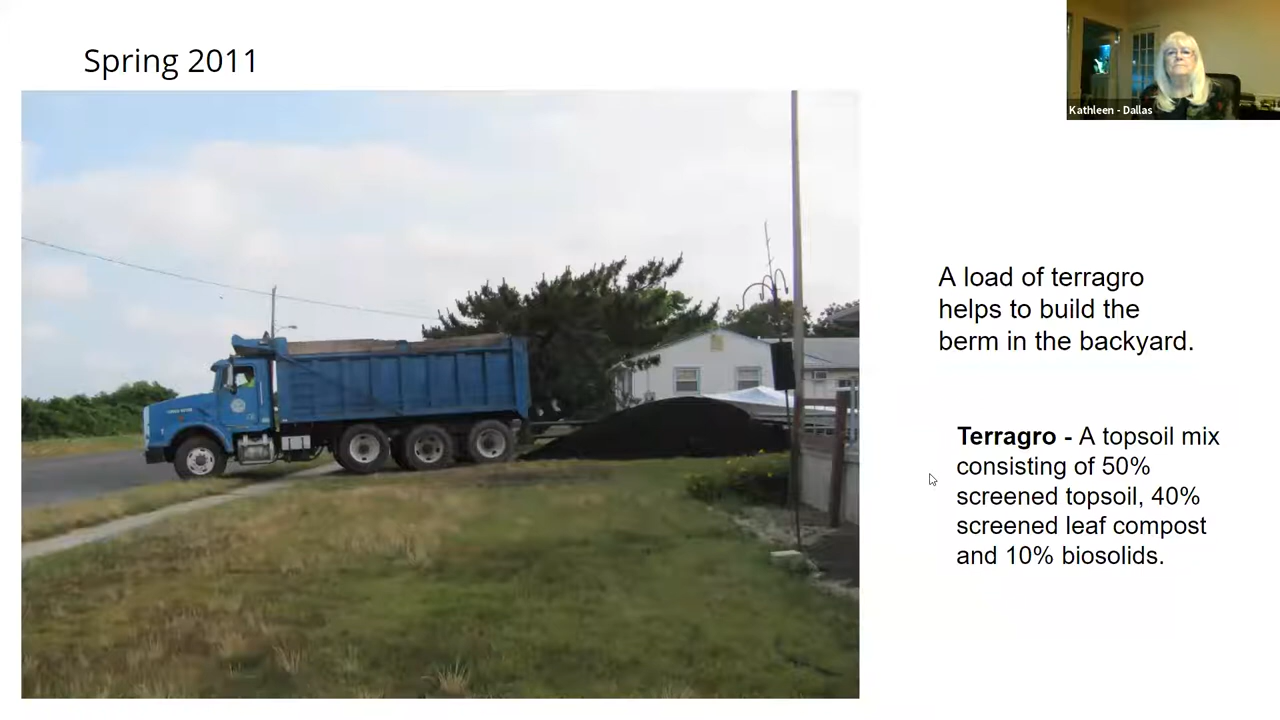 Spring 2011
Kathleen - Dallas
A load of terragro
helps to build the
berm in the backyard.
Terragro - A topsoil mix
consisting of 50%
screened topsoil, 40%
screened leaf compost
and 10% biosolids.